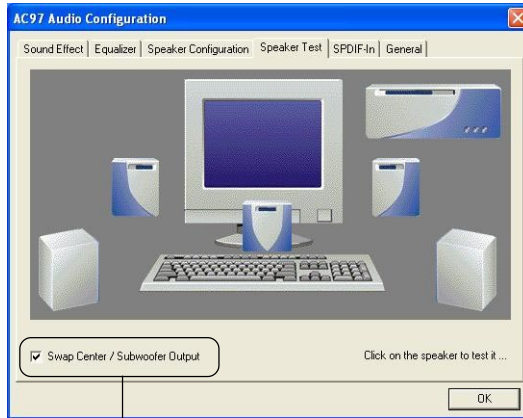 AC97 Audio Configuration
Sound Effect Equalizer Speaker Configuration Speaker Test SPDIF-In General
Swap Center / Subwoofer Output
Click on the speaker to test it ...
OK